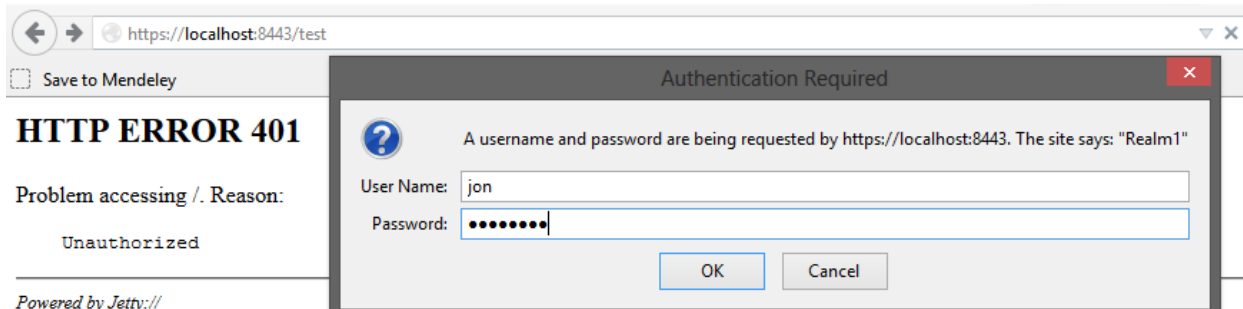 https://localhost:8443/test
Save to Mendeley
Authentication Required
HTTP ERROR 401
A username and password are being requested by https://localhost:8443. The site says: "Realm1"
User Name: jon
Problem accessing /. Reason:
Password: ●●●●●●●●
Unauthorized
OK Cancel
Powered by Jetty://